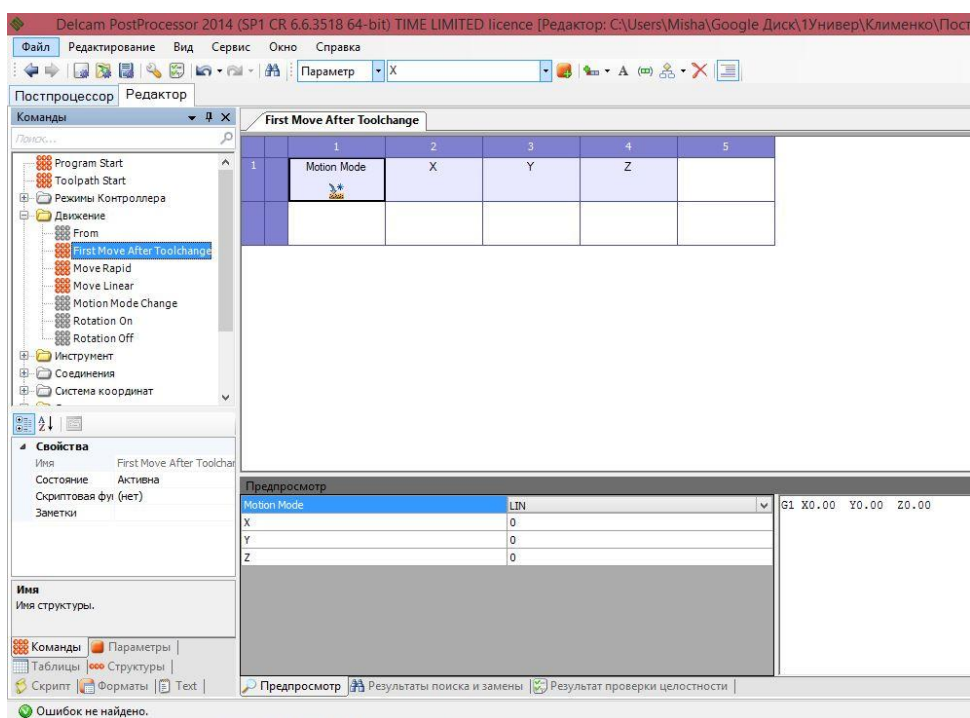 Delcam PostProcessor 2014 (SP1 CR 6.6.3518 64-bit) TIME LIMITED licence [Редактор: C:\Users\Misha\Google Диск\1Универ\Клименко\Пост
Файл Редактирование Вид Сервис Окно Справка
Параметр X
Постпроцессор Редактор
Команды
Поиск...
Program Start
Toolpath Start
Режимы Контроллера
Движение
From
First Move After Toolchange
Move Rapid
Move Linear
Motion Mode Change
Rotation On
Rotation Off
Инструмент
Соединения
Система координат
Свойства
Имя First Move After Toolchar
Состояние Активна
Скриптовая фу (нет)
Заметки
Имя
Имя структуры.
Команды Параметры
Таблицы Структуры
Скрипт Форматы Text
First Move After Toolchange
1 2 3 4 5
1 Motion Mode X Y Z
Предпросмотр
Motion Mode LIN
X 0
Y 0
Z 0
G1 X0.00 Y0.00 Z0.00
Предпросмотр Результаты поиска и замены Результат проверки целостности
Ошибок не найдено.